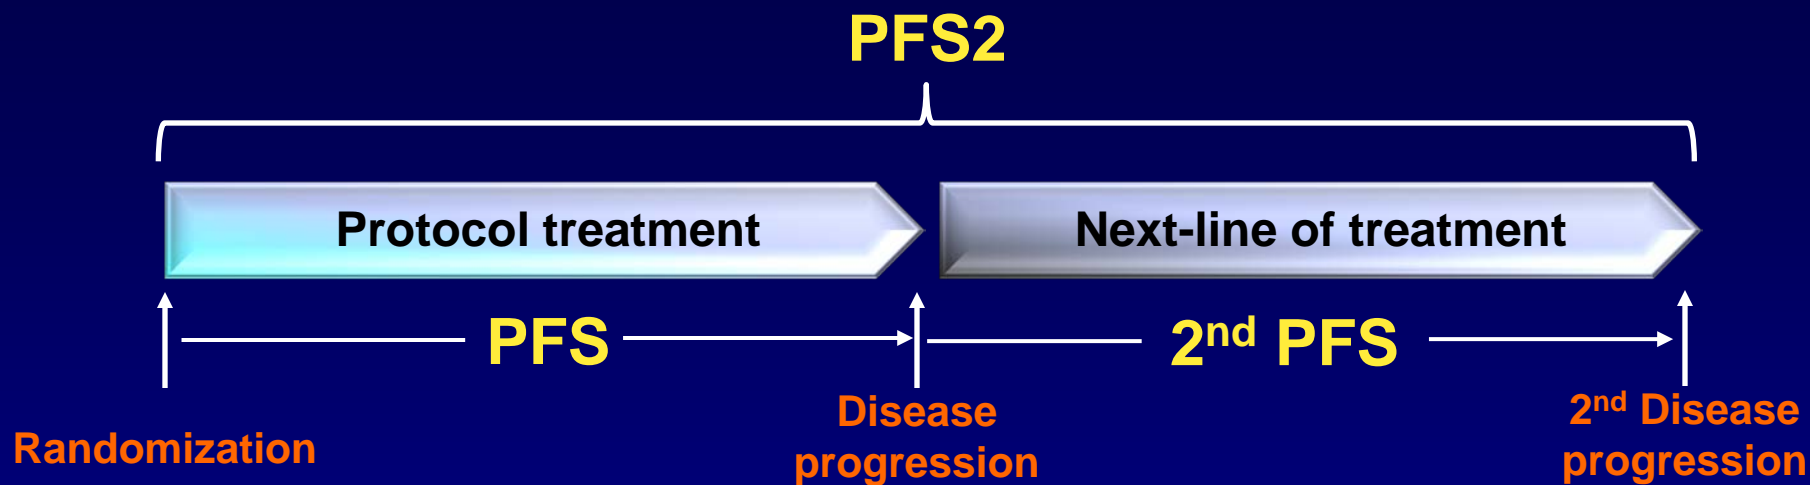 PFS2
Protocol treatment
Next-line of treatment
PFS
2nd PFS
Randomization
Disease
progression
2nd Disease
progression